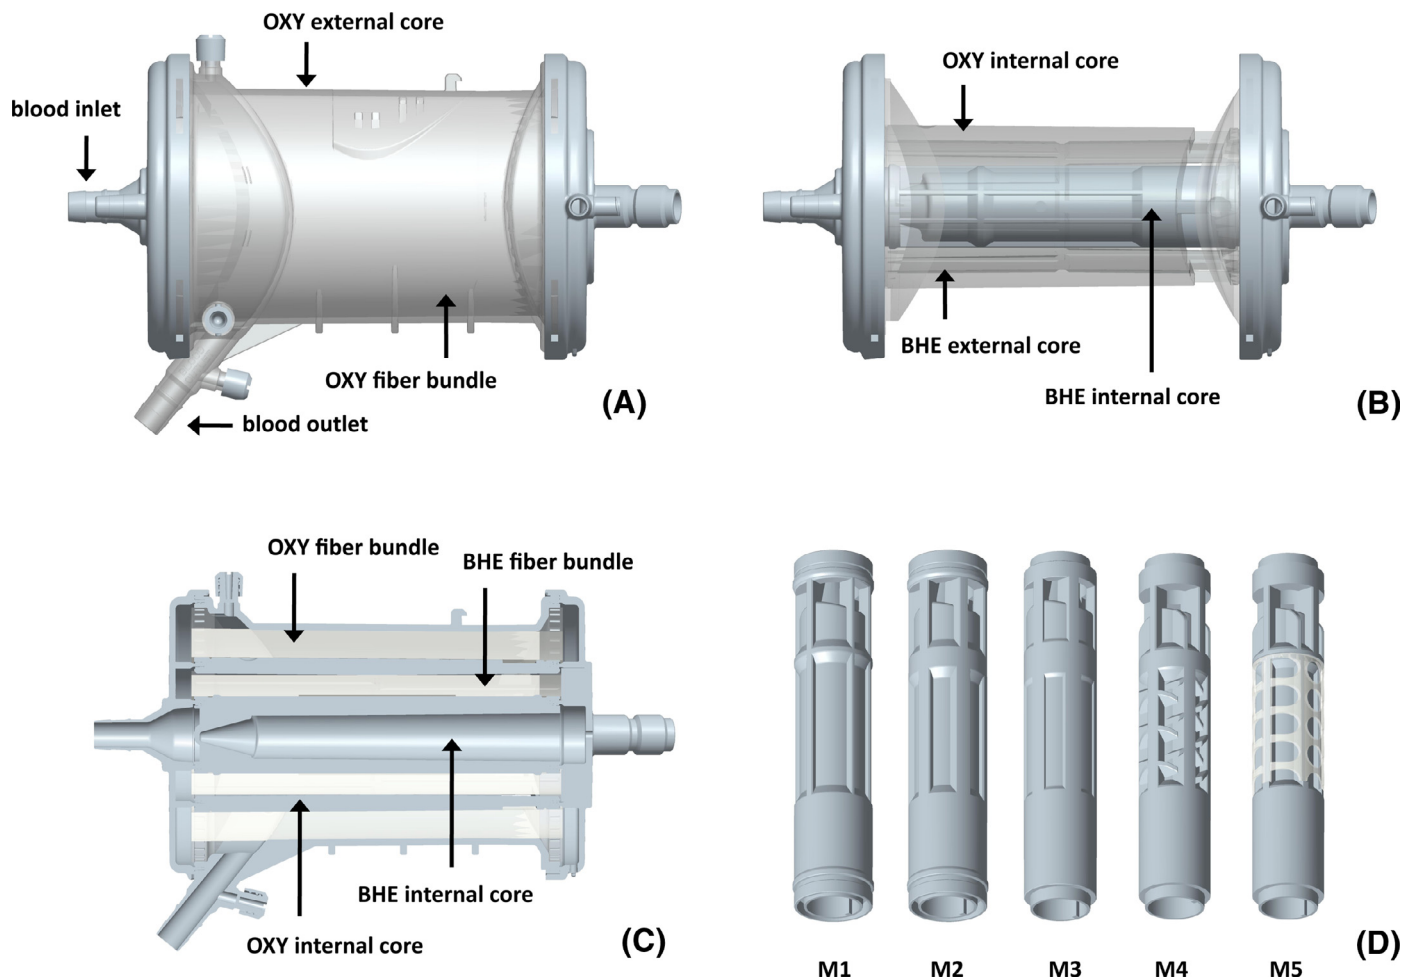 OXY external core
blood inlet
OXY fiber bundle
blood outlet
(A)
OXY internal core
BHE external core
BHE internal core
(B)
OXY fiber bundle
BHE fiber bundle
BHE internal core
OXY internal core
(C)
M1 M2 M3 M4 M5
(D)